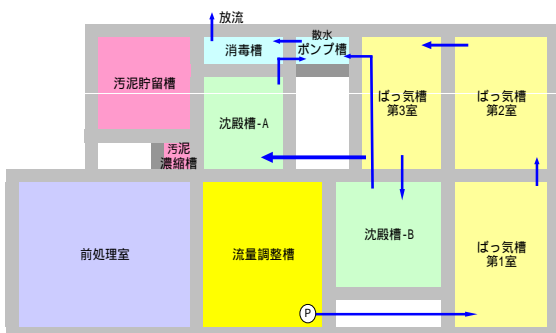 放流
消毒槽
散水
ポンプ槽
汚泥貯留槽
沈殿槽-A
ばっ気槽
第3室
ばっ気槽
第2室
汚泥
濃縮槽
前処理室
流量調整槽
沈殿槽-B
ばっ気槽
第1室
P